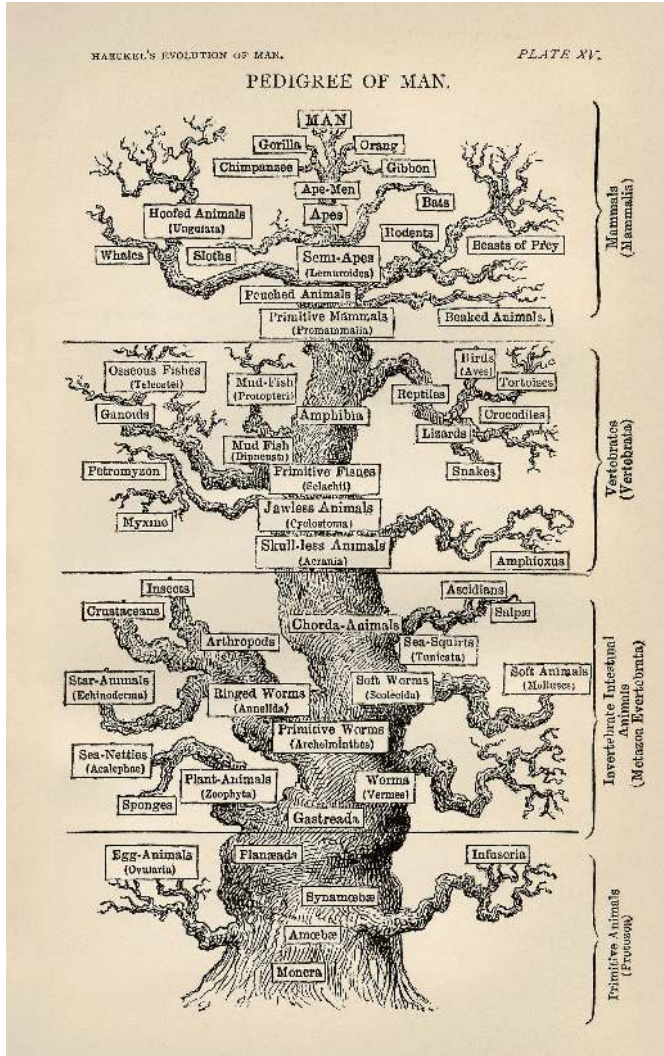 HAECKEL'S EVOLUTION OF MAN.
PLATE XV.
PEDIGREE OF MAN.
MAN
Gorilla
Orang
Chimpanzee
Gibbon
Ape-Men
Apes
Bats
Hoofed Animals
(Ungulata)
Rodents
Beasts of Prey
Whales
Sloths
Semi-Apes
(Lemuroides)
Pouched Animals
Primitive Mammals
(Promammalia)
Beaked Animals.
Mammals
(Mammalia)
Osseous Fishes
(Teleostei)
Mud-Fish
(Protopteri)
Birds
(Aves)
Tortoises
Reptiles
Ganoids
Amphibia
Crocodiles
Lizards
Mud Fish
(Dipneusti)
Snakes
Petromyzon
Primitive Fishes
(Selachii)
Myxine
Jawless Animals
(Cyclostoma)
Skull-less Animals
(Acrania)
Amphioxus
Vertebrates
(Vertebrata)
Insects
Ascidians
Crustaceans
Salpæ
Chorda-Animals
Arthropods
Sea-Squirts
(Tunicata)
Star-Animals
(Echinoderma)
Ringed Worms
(Annelida)
Soft Worms
(Scolecida)
Soft Animals
(Molluscs)
Primitive Worms
(Archelminthes)
Sea-Nettles
(Acalephae)
Plant-Animals
(Zoophyta)
Worms
(Vermes)
Sponges
Gastreada
Invertebrate Intestinal
Animals
(Metazoa Evertebrata)
Egg-Animals
(Ovularia)
Planæada
Infusoria
Synamœbæ
Amœbæ
Monera
Primitive Animals
(Protozoa)